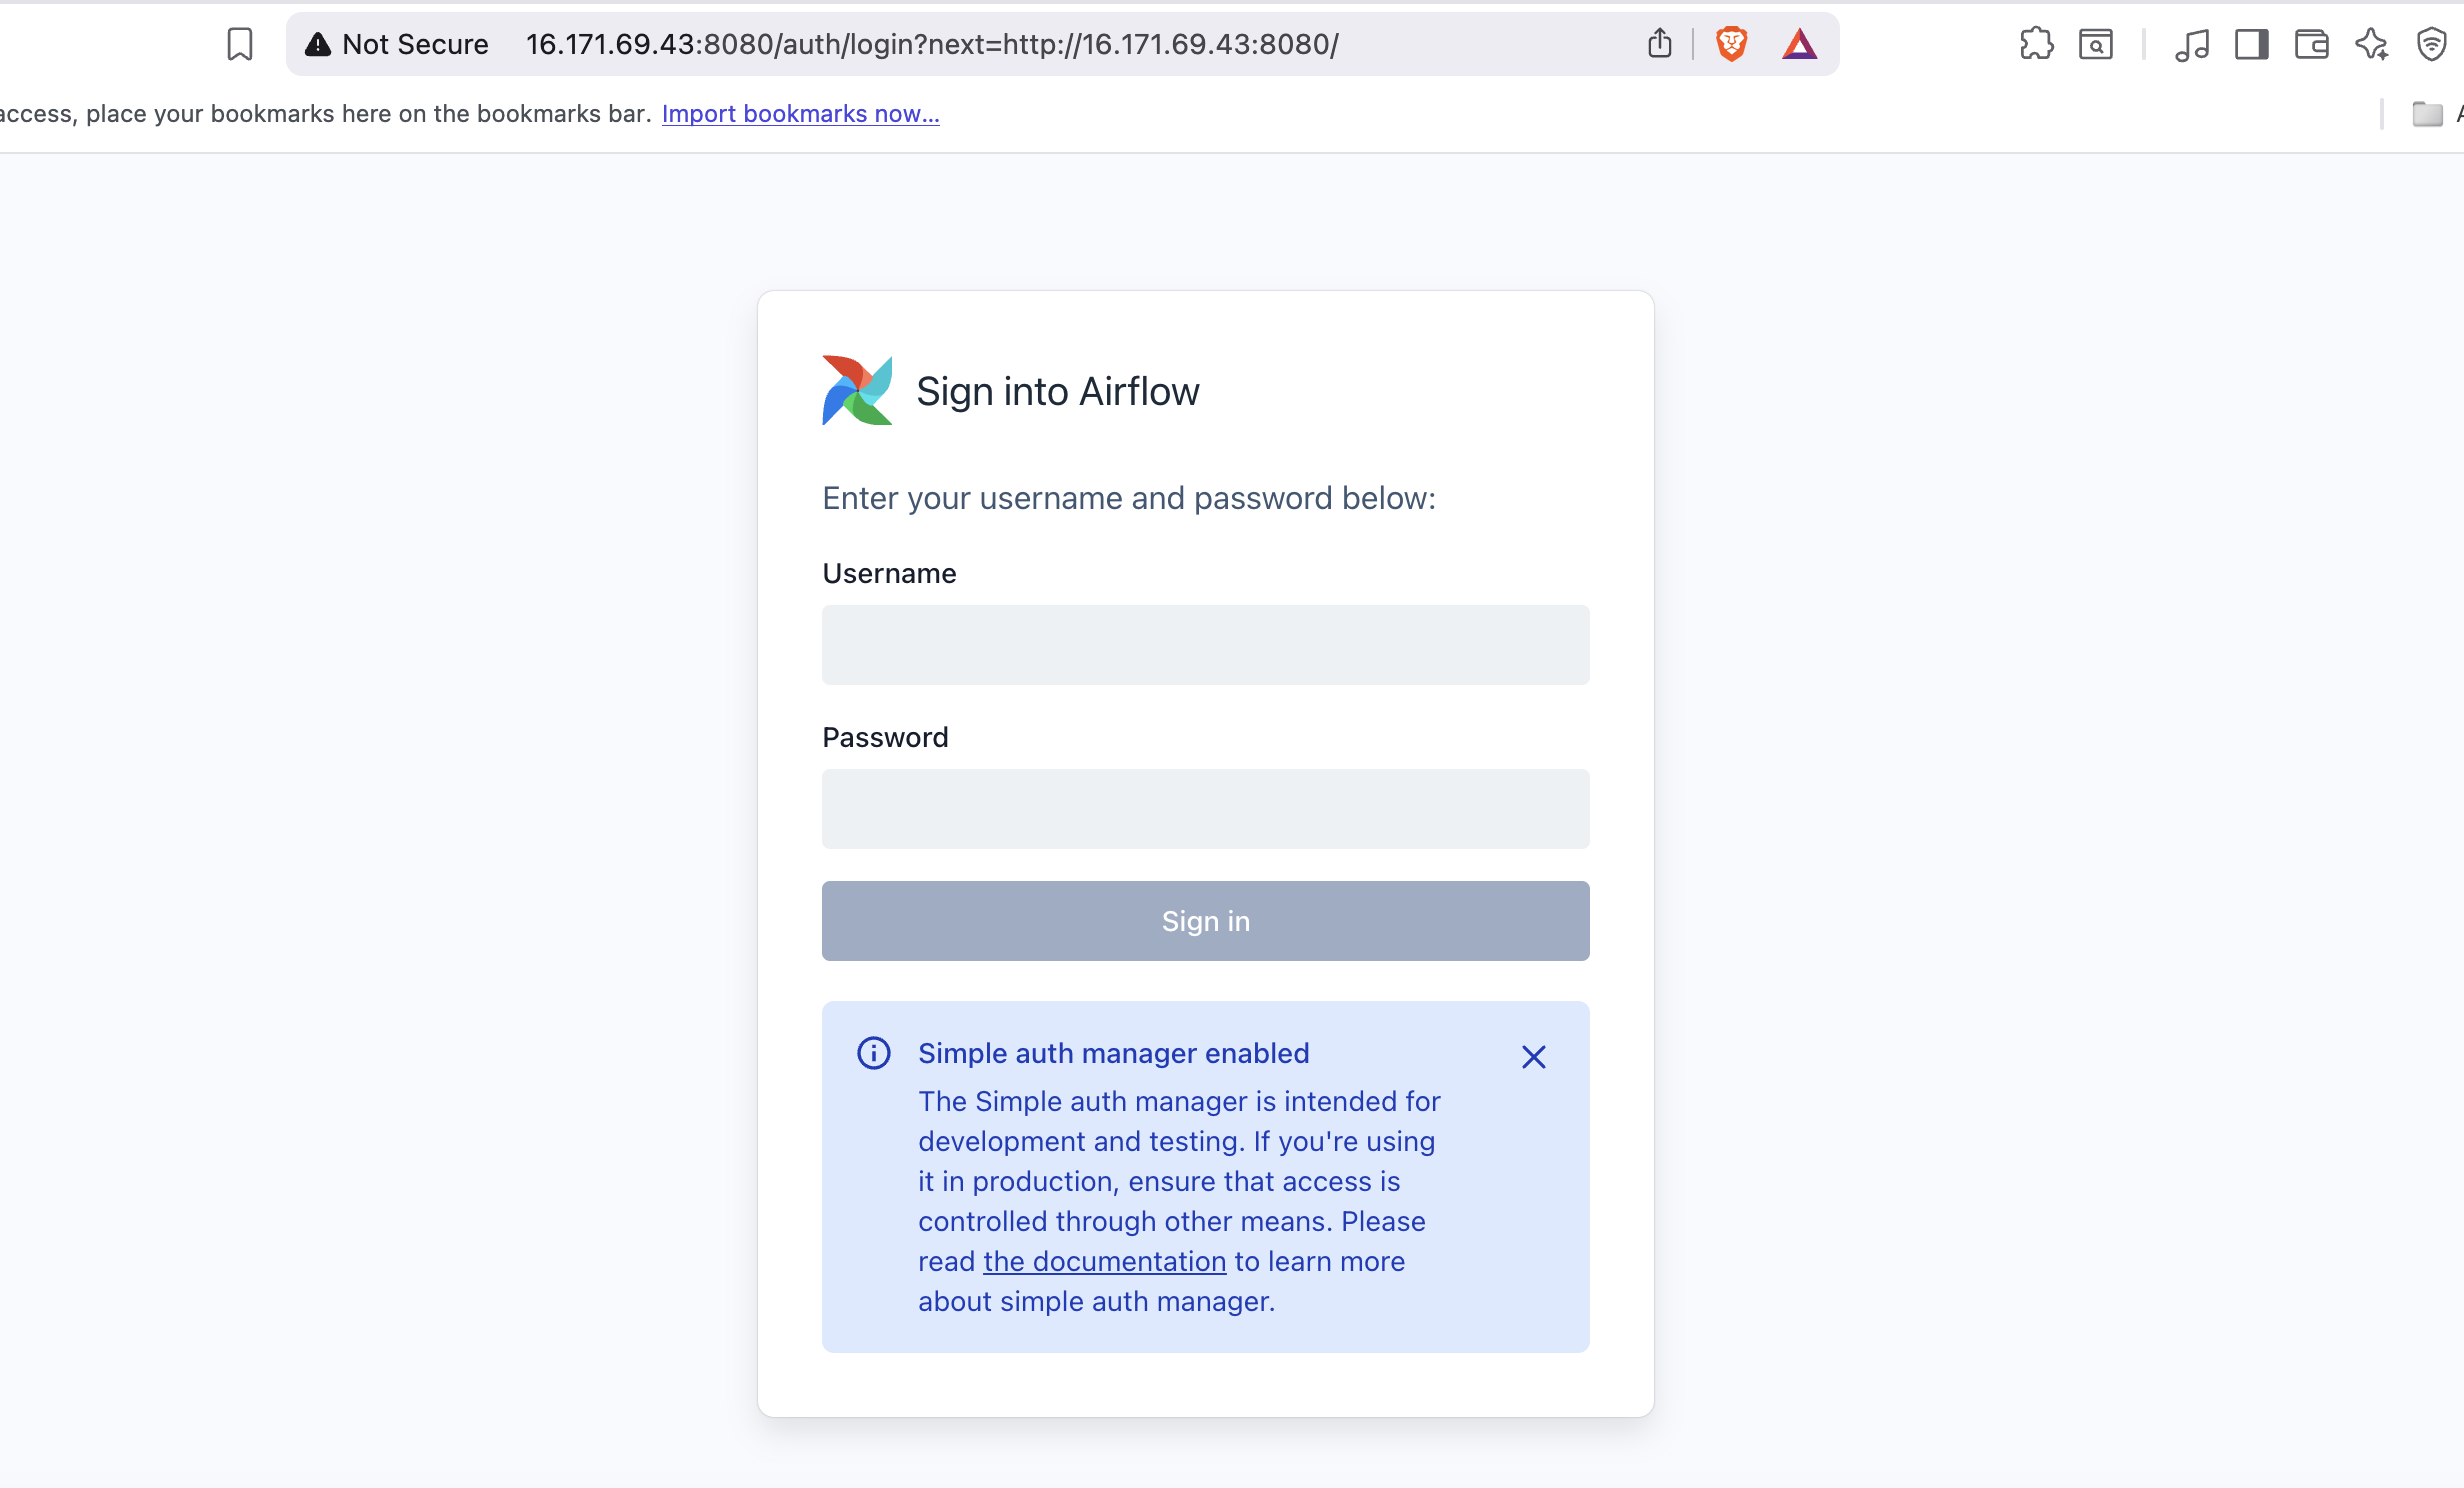 Not Secure 16.171.69.43:8080/auth/login?next=http://16.171.69.43:8080/
access, place your bookmarks here on the bookmarks bar. Import bookmarks now...
Sign into Airflow
Enter your username and password below:
Username
Password
Sign in
Simple auth manager enabled
The Simple auth manager is intended for
development and testing. If you're using
it in production, ensure that access is
controlled through other means. Please
read the documentation to learn more
about simple auth manager.